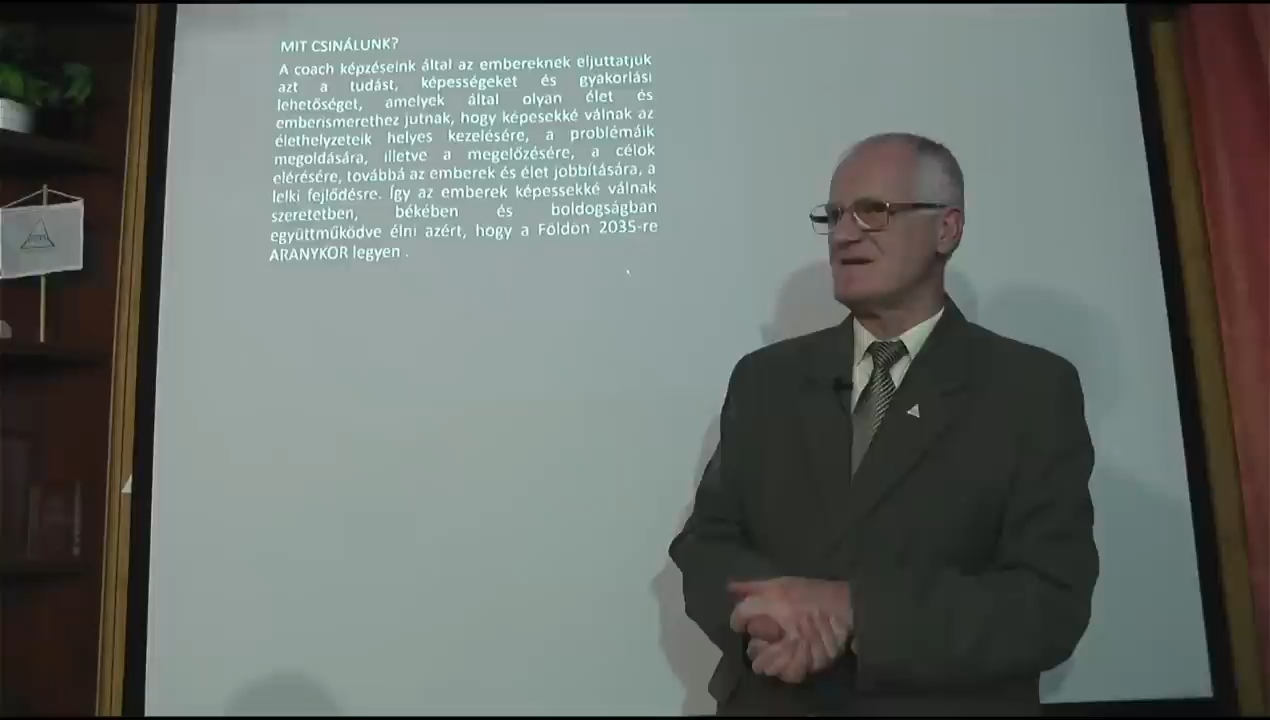 MIT CSINÁLUNK?
A coach képzéseink által az embereknek eljuttatjuk
azt a tudást, képességeket és gyakorlási
lehetőséget, amelyek által olyan élet és
emberismerethez jutnak, hogy képesekké válnak az
élethelyzeteik helyes kezelésére, a problémáik
megoldására, illetve a megelőzésére, a célok
elérésére, továbbá az emberek és élet jobbítására, a
lelki fejlődésre. Így az emberek képessekké válnak
szeretetben, békében és boldogságban
együttműködve élni azért, hogy a Földön 2035-re
ARANYKOR legyen .